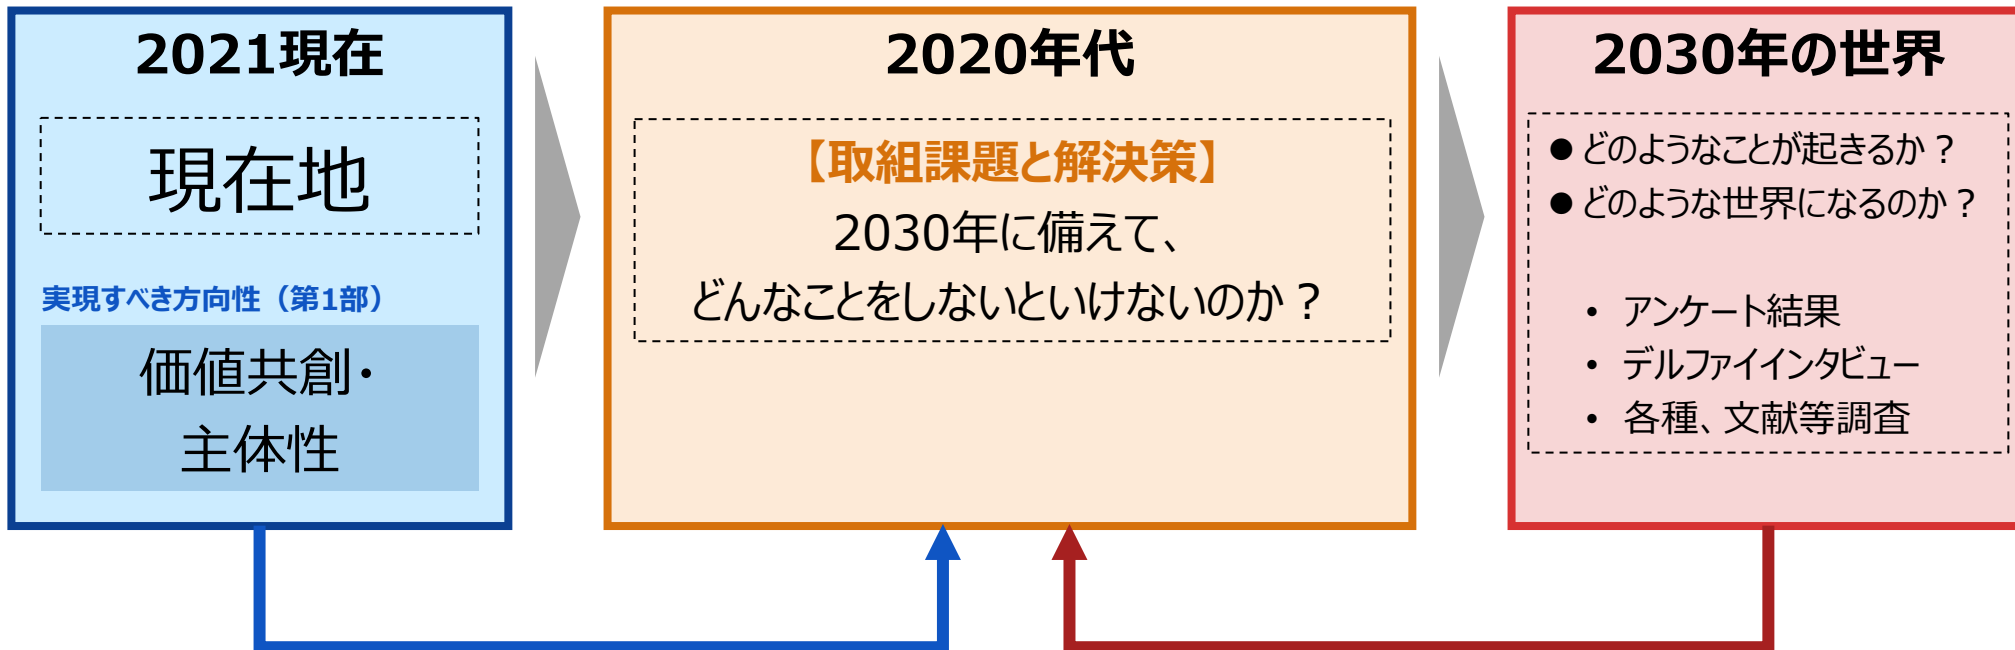 2021現在
現在地
実現すべき方向性（第1部）
価値共創・
主体性
2020年代
【取組課題と解決策】
2030年に備えて、
どんなことをしないといけないのか？
2030年の世界
● どのようなことが起きるか？
● どのような世界になるのか？
• アンケート結果
• デルファイインタビュー
• 各種、文献等調査